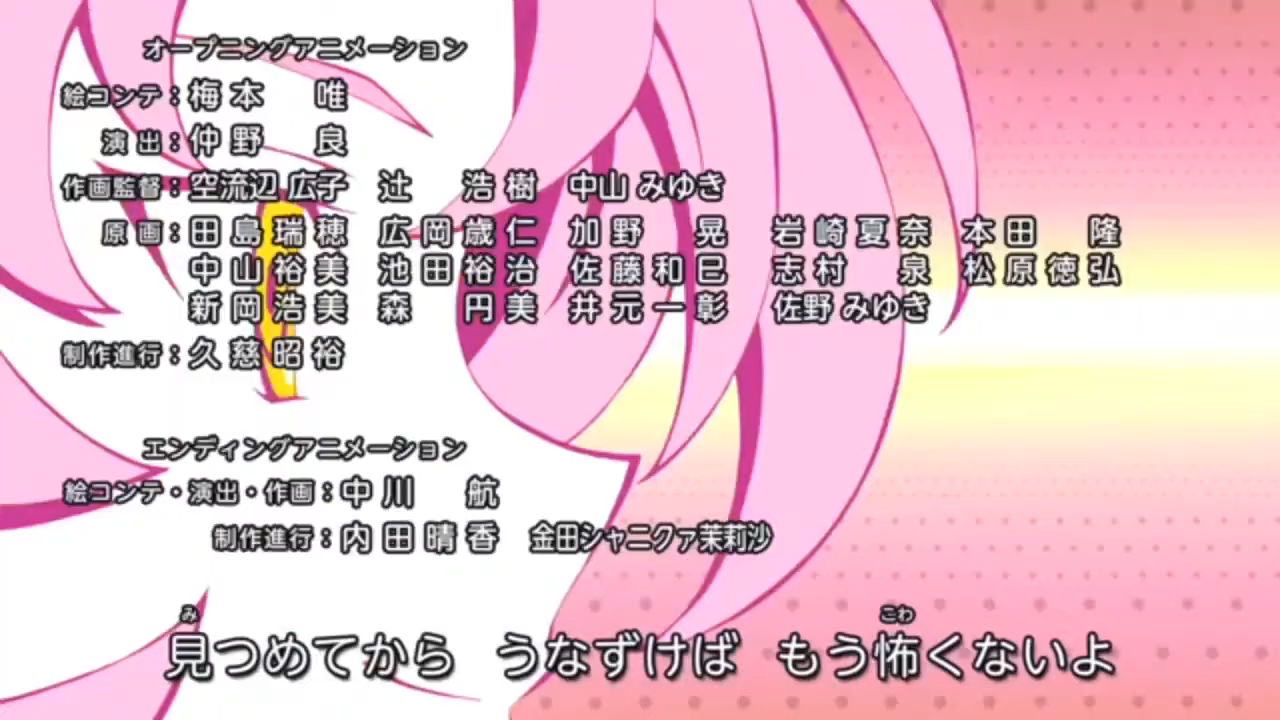 オープニングアニメーション
絵コンテ：梅本 唯
演出：仲野 良
作画監督：空流辺 広子 辻 浩樹 中山 みゆき
原画：田島瑞穂 広岡歳仁 加野 晃 岩崎夏奈 本田 隆
中山裕美 池田裕治 佐藤和巳 志村 泉 松原徳弘
新岡浩美 森 円美 井元一彰 佐野 みゆき
制作進行：久慈昭裕
エンディングアニメーション
絵コンテ・演出・作画：中川 航
制作進行：内田晴香 金田シャニクァ茉莉沙
み こわ
見つめてから うなずけば もう怖くないよ